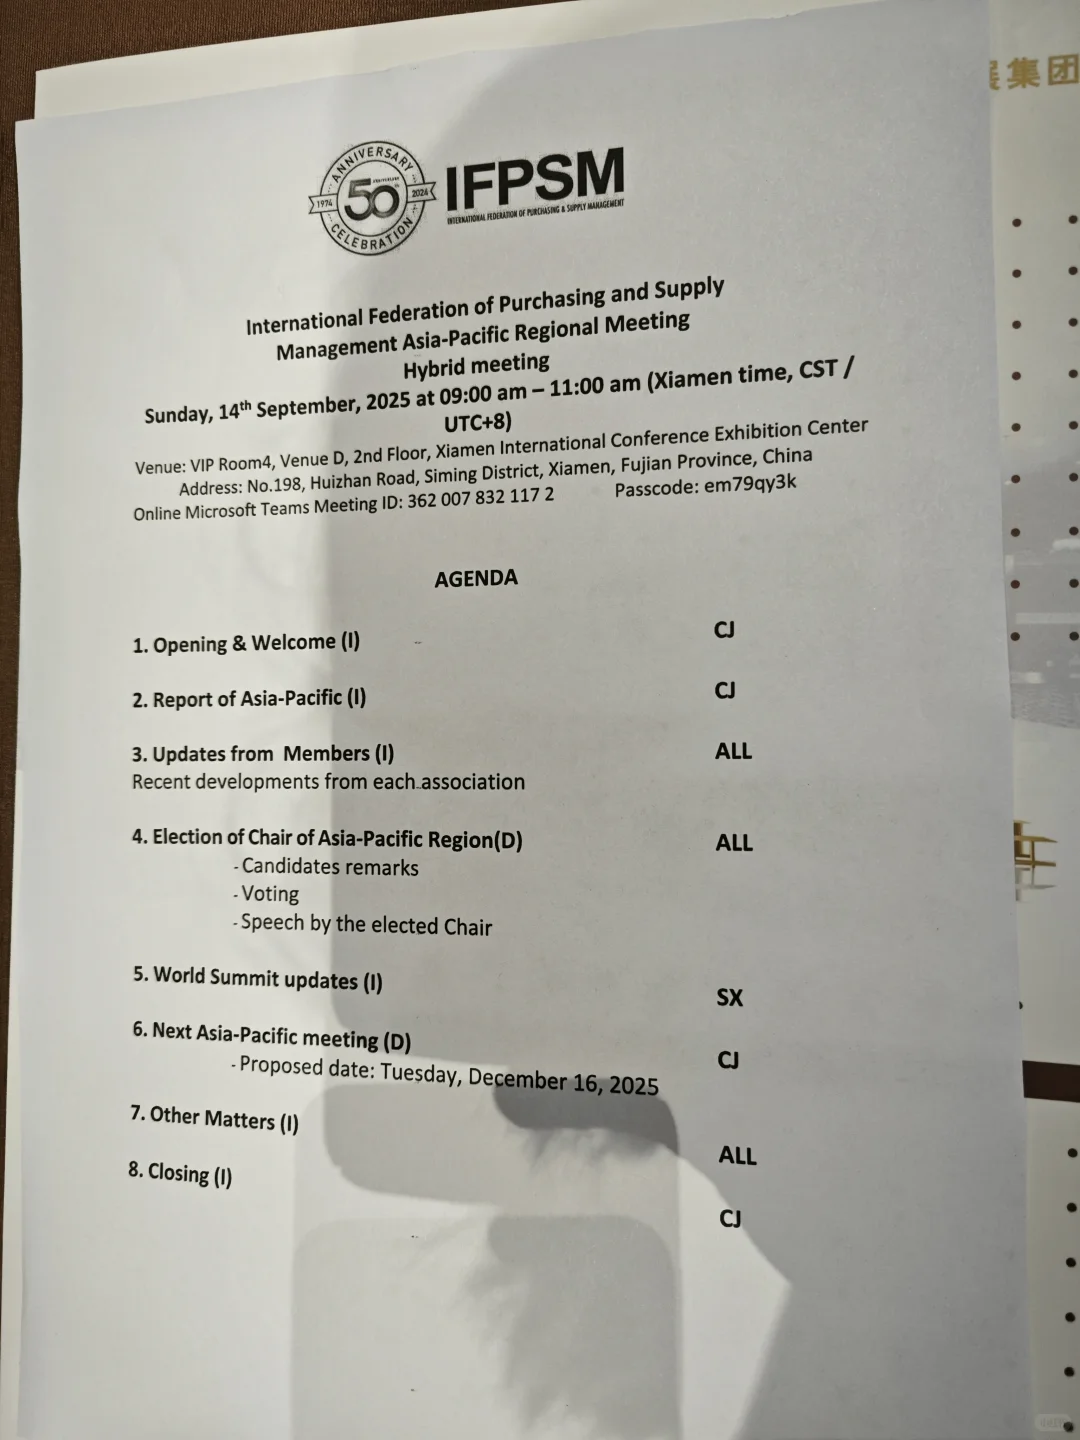 展集团
ANNIVERSARY
50
1974
2024
CELEBRATION
IFPSM
INTERNATIONAL FEDERATION OF PURCHASING & SUPPLY MANAGEMENT
International Federation of Purchasing and Supply
Management Asia-Pacific Regional Meeting
Hybrid meeting
Sunday, 14th September, 2025 at 09:00 am – 11:00 am (Xiamen time, CST /
UTC+8)
Venue: VIP Room4, Venue D, 2nd Floor, Xiamen International Conference Exhibition Center
Address: No.198, Huizhan Road, Siming District, Xiamen, Fujian Province, China
Online Microsoft Teams Meeting ID: 362 007 832 117 2 Passcode: em79qy3k
AGENDA
1. Opening & Welcome (I) CJ
2. Report of Asia-Pacific (I) CJ
3. Updates from Members (I) ALL
Recent developments from each association
4. Election of Chair of Asia-Pacific Region(D) ALL
- Candidates remarks
- Voting
- Speech by the elected Chair
5. World Summit updates (I) SX
6. Next Asia-Pacific meeting (D) CJ
- Proposed date: Tuesday, December 16, 2025
7. Other Matters (I) ALL
8. Closing (I) CJ